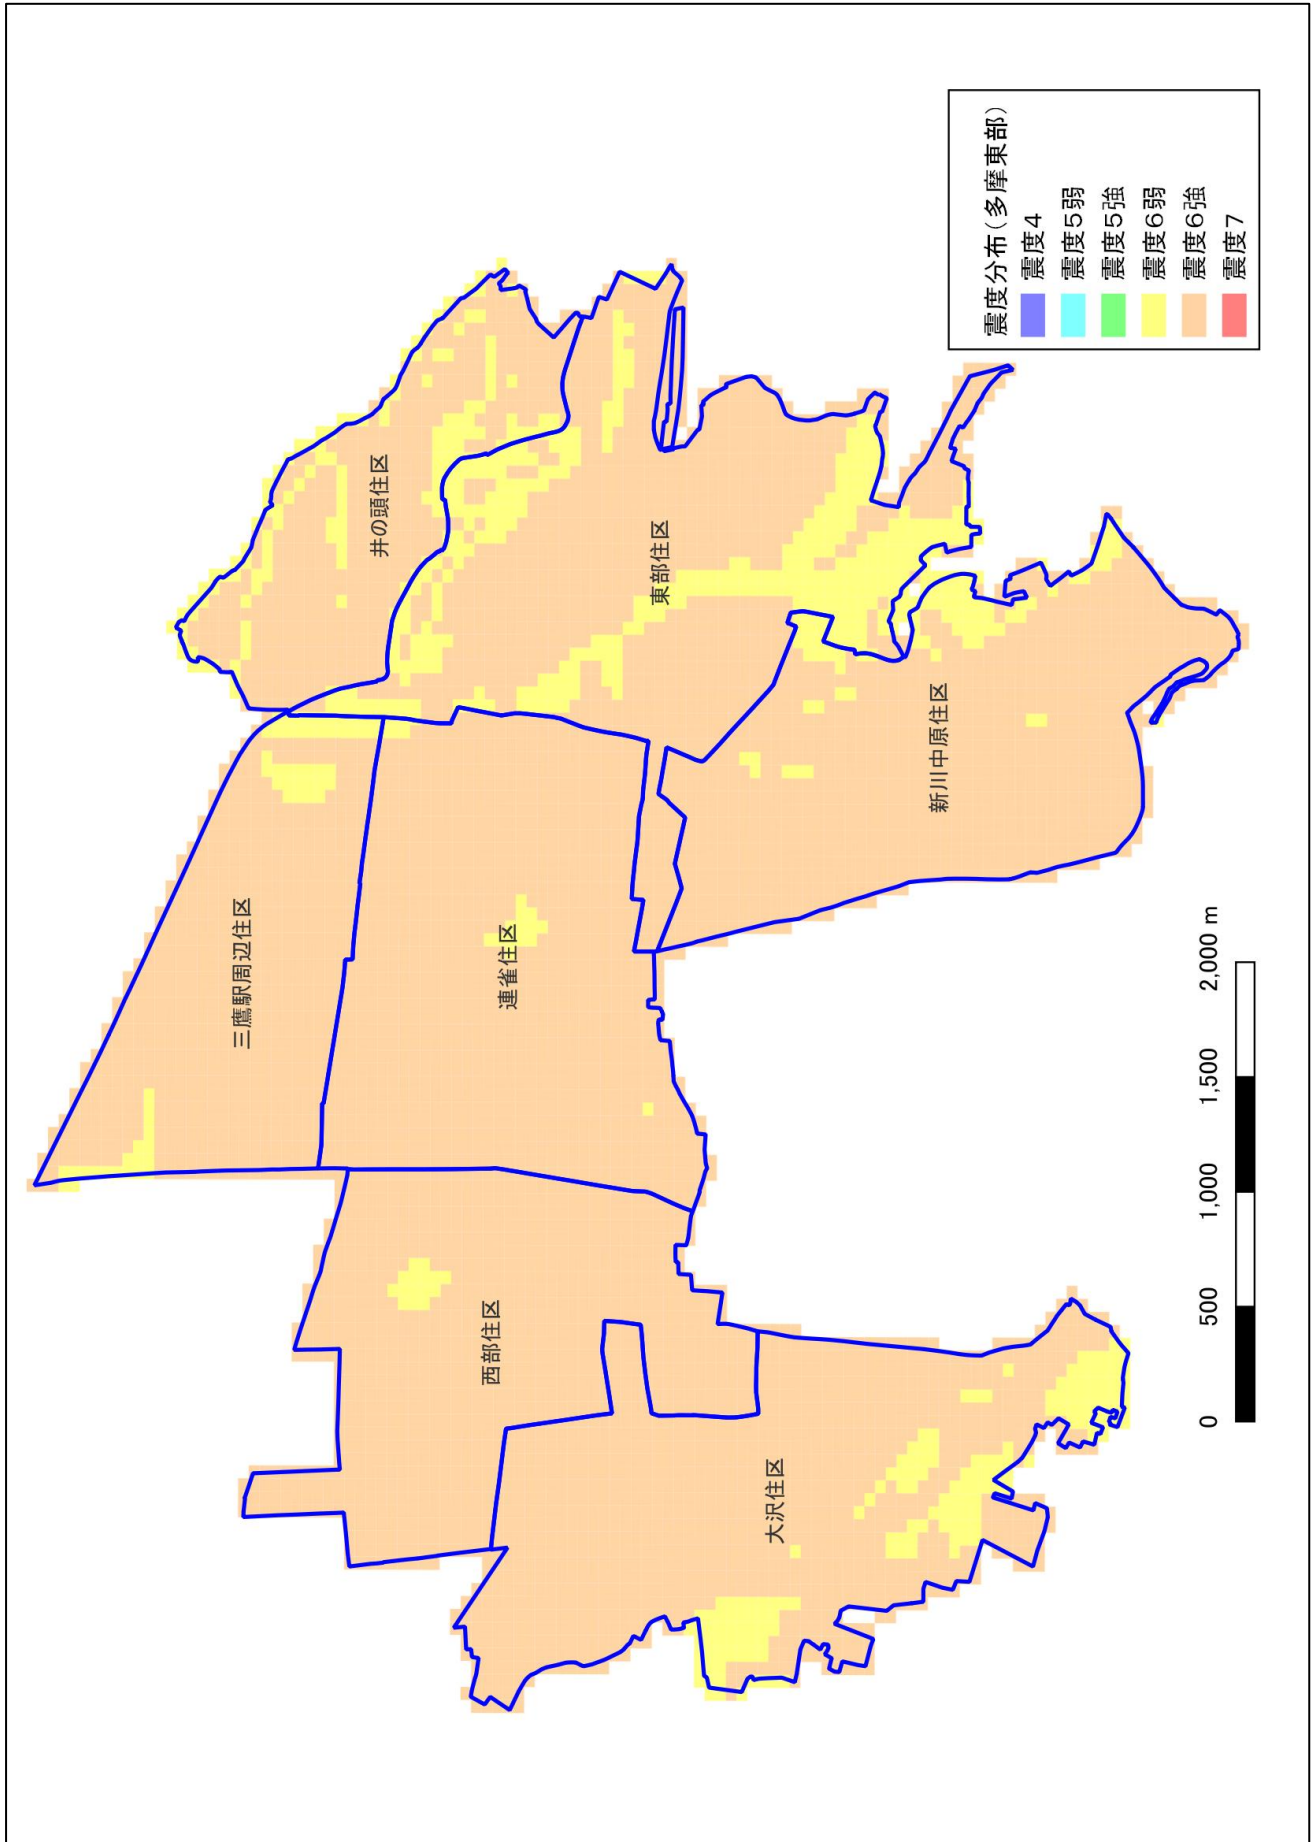 三鷹駅周辺住区
井の頭住区
西部住区
連雀住区
東部住区
大沢住区
新川中原住区
0 500 1,000 1,500 2,000 m
震度分布(多摩東部)
震度4
震度5弱
震度5強
震度6弱
震度6強
震度7